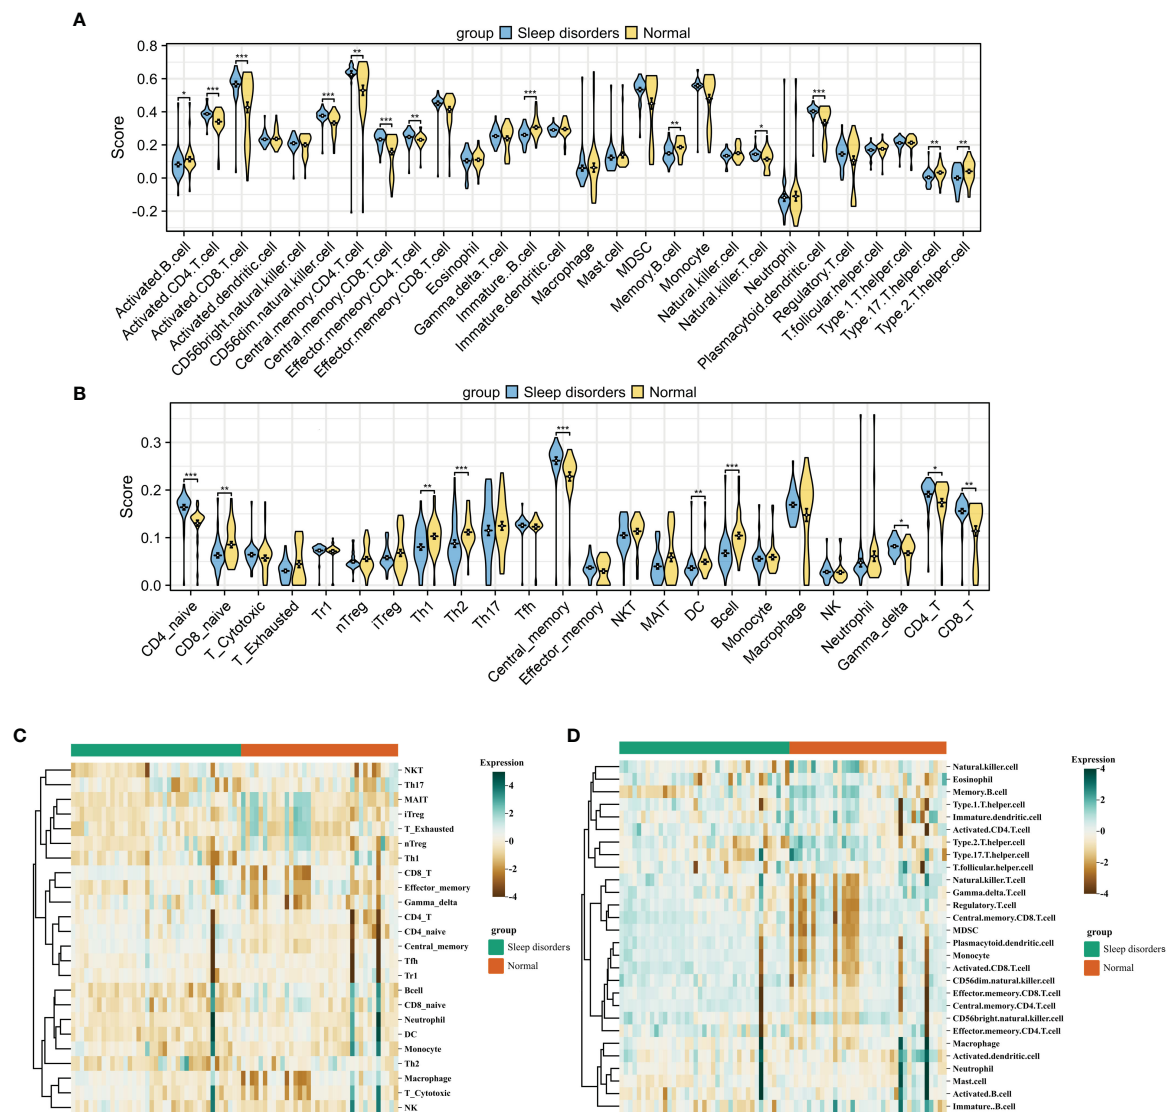 A
group Sleep disorders Normal
0.8
0.6
0.4
0.2
0.0
-0.2
Score
* *** *** *** ** *** ** *** ** * *** ** **
Activated.B.cell
Activated.CD4.T.cell
Activated.CD8.T.cell
Activated.dendritic.cell
CD56bright.natural.killer.cell
CD56dim.natural.killer.cell
Central.memory.CD4.T.cell
Central.memory.CD8.T.cell
Effector.memeory.CD4.T.cell
Effector.memeory.CD8.T.cell
Eosinophil
Gamma.delta.T.cell
Immature..B.cell
Immature.dendritic.cell
Macrophage
Mast.cell
MDSC
Memory.B.cell
Monocyte
Natural.killer.cell
Natural.killer.T.cell
Neutrophil
Plasmacytoid.dendritic.cell
Regulatory.T.cell
T.follicular.helper.cell
Type.1.T.helper.cell
Type.17.T.helper.cell
Type.2.T.helper.cell
B
group Sleep disorders Normal
0.3
0.2
0.1
0.0
Score
*** ** ** *** *** ** *** * * **
CD4_naive
CD8_naive
T_Cytotoxic
T_Exhausted
Tr1
nTreg
iTreg
Th1
Th2
Th17
Tfh
Central_memory
Effector_memory
NKT
MAIT
DC
Bcell
Monocyte
Macrophage
NK
Neutrophil
Gamma_delta
CD4_T
CD8_T
C
NKT
Th17
MAIT
iTreg
T_Exhausted
nTreg
Th1
CD8_T
Effector_memory
Gamma_delta
CD4_T
CD4_naive
Central_memory
Tfh
Tr1
Bcell
CD8_naive
Neutrophil
DC
Monocyte
Th2
Macrophage
T_Cytotoxic
NK
Expression
4
2
0
-2
-4
group
Sleep disorders
Normal
D
Natural.killer.cell
Eosinophil
Memory.B.cell
Type.1.T.helper.cell
Immature.dendritic.cell
Activated.CD4.T.cell
Type.2.T.helper.cell
Type.17.T.helper.cell
T.follicular.helper.cell
Natural.killer.T.cell
Gamma.delta.T.cell
Regulatory.T.cell
Central.memory.CD8.T.cell
MDSC
Plasmacytoid.dendritic.cell
Monocyte
Activated.CD8.T.cell
CD56dim.natural.killer.cell
Effector.memeory.CD8.T.cell
Central.memory.CD4.T.cell
CD56bright.natural.killer.cell
Effector.memeory.CD4.T.cell
Macrophage
Activated.dendritic.cell
Neutrophil
Mast.cell
Activated.B.cell
Immature..B.cell
Expression
4
2
0
-2
-4
group
Sleep disorders
Normal